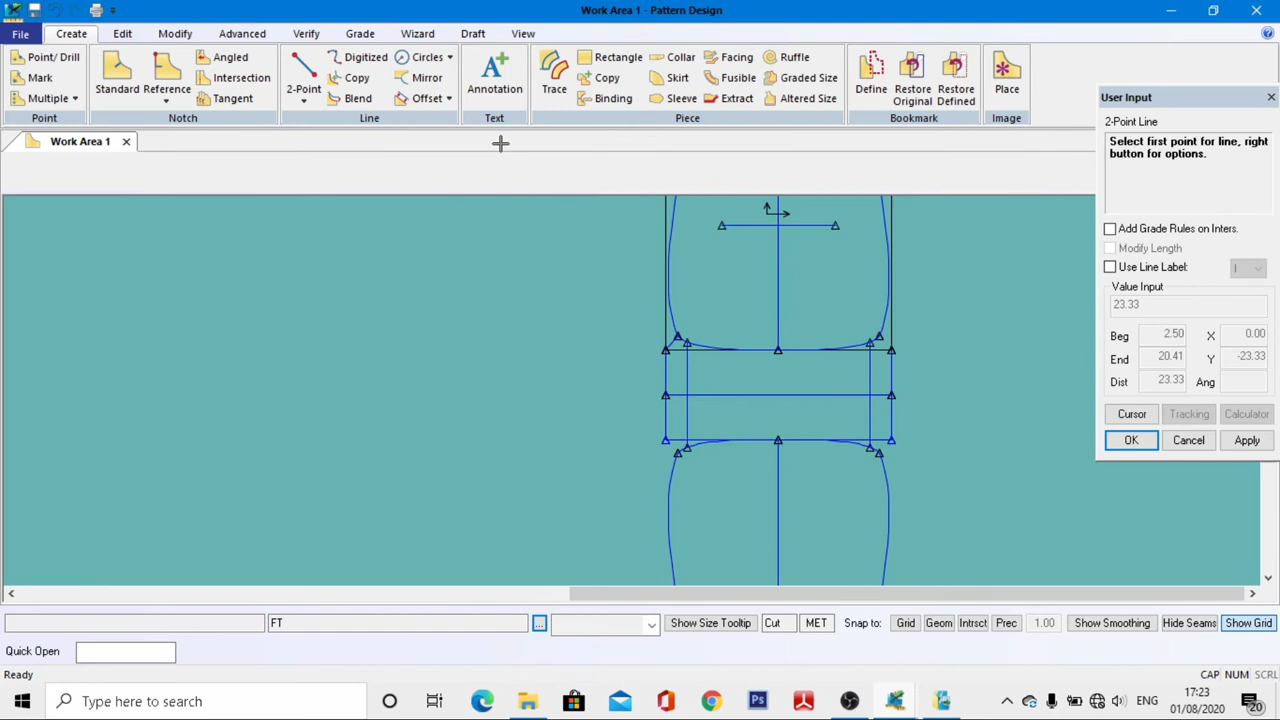 Work Area 1 - Pattern Design
File Create Edit Modify Advanced Verify Grade Wizard Draft View
Point/ Drill
Mark
Multiple
Point
Standard
Reference
Angled
Intersection
Tangent
Notch
2-Point
Digitized
Copy
Blend
Circles
Mirror
Offset
Line
Annotation
Text
Trace
Rectangle
Copy
Binding
Collar
Skirt
Sleeve
Facing
Fusible
Extract
Ruffle
Graded Size
Altered Size
Piece
Define
Restore Original
Restore Defined
Bookmark
Place
Image
Work Area 1
User Input
2-Point Line
Select first point for line, right
button for options.
Add Grade Rules on Inters.
Modify Length
Use Line Label: I
Value Input
23.33
Beg 2.50 X 0.00
End 20.41 Y -23.33
Dist 23.33 Ang
Cursor Tracking Calculator
OK Cancel Apply
FT ... Show Size Tooltip Cut MET Snap to: Grid Geom Intrsct Prec 1.00 Show Smoothing Hide Seams Show Grid
Quick Open
Ready CAP NUM SCRL
Type here to search
Ps
ENG
17:23
01/08/2020
20